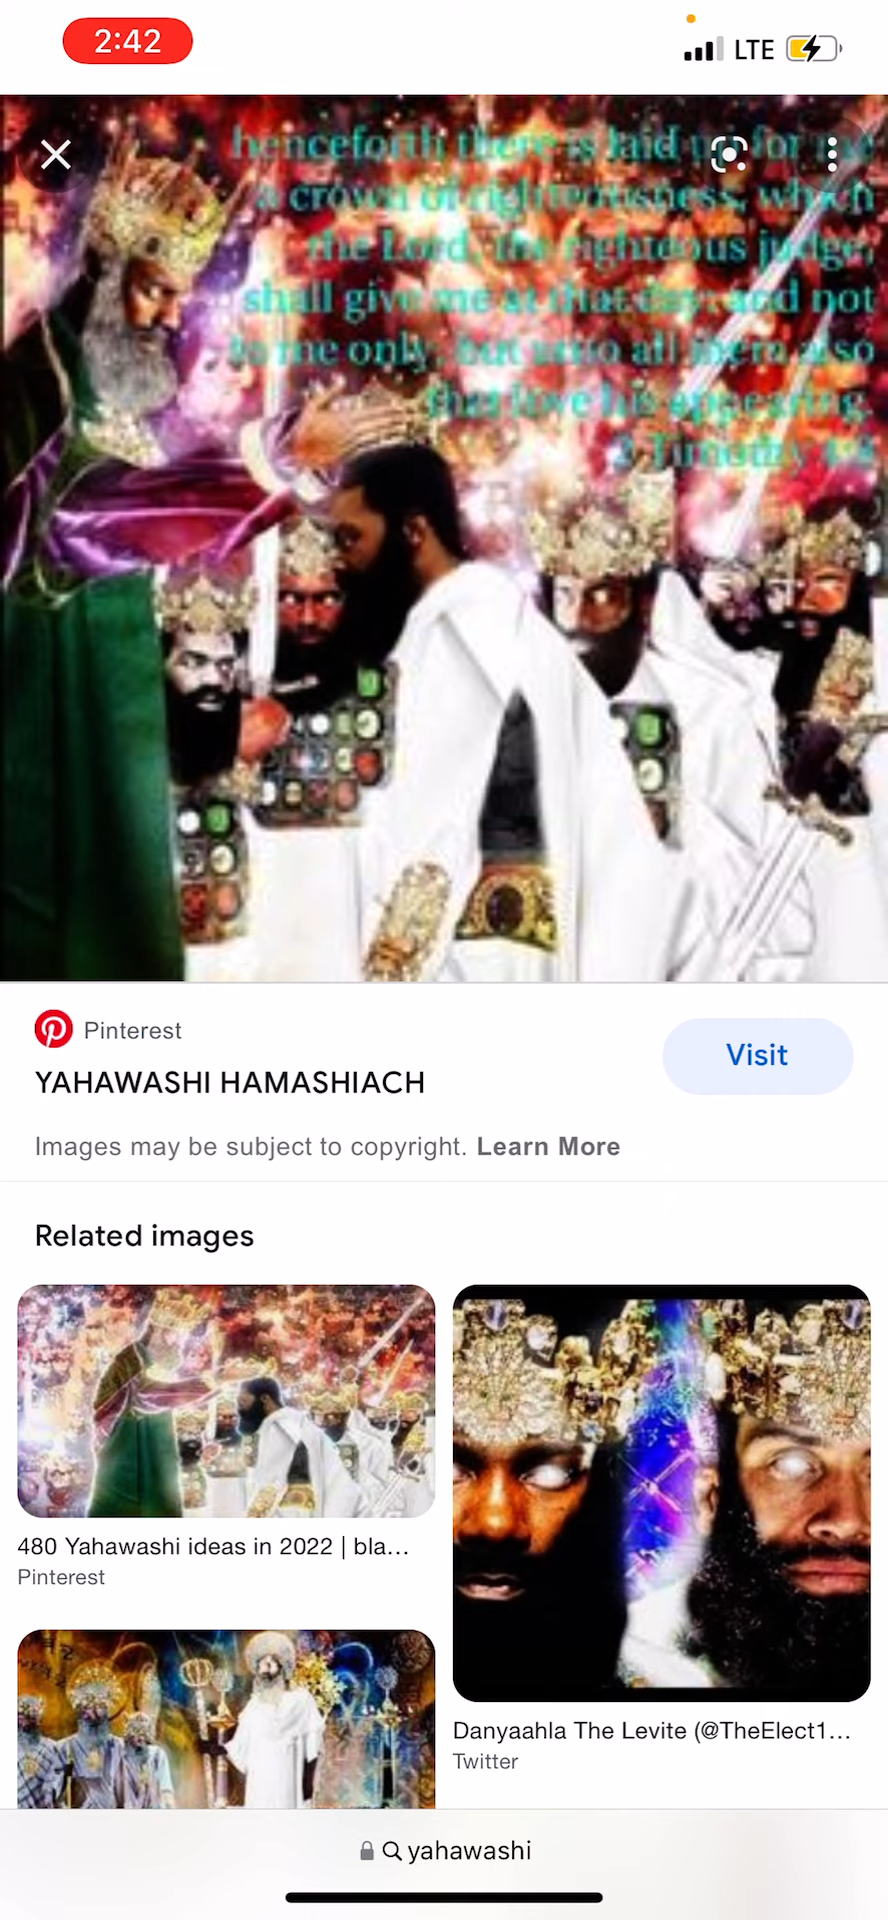 2:42
LTE
henceforth there is laid up for me
a crown of righteousness, which
the Lord, the righteous judge,
shall give me at that day: and not
to me only, but unto all them also
that love his appearing.
2 Timothy 4:8
Pinterest
Visit
YAHAWASHI HAMASHIACH
Images may be subject to copyright. Learn More
Related images
480 Yahawashi ideas in 2022 | bla...
Pinterest
Danyaahla The Levite (@TheElect1...
Twitter
yahawashi